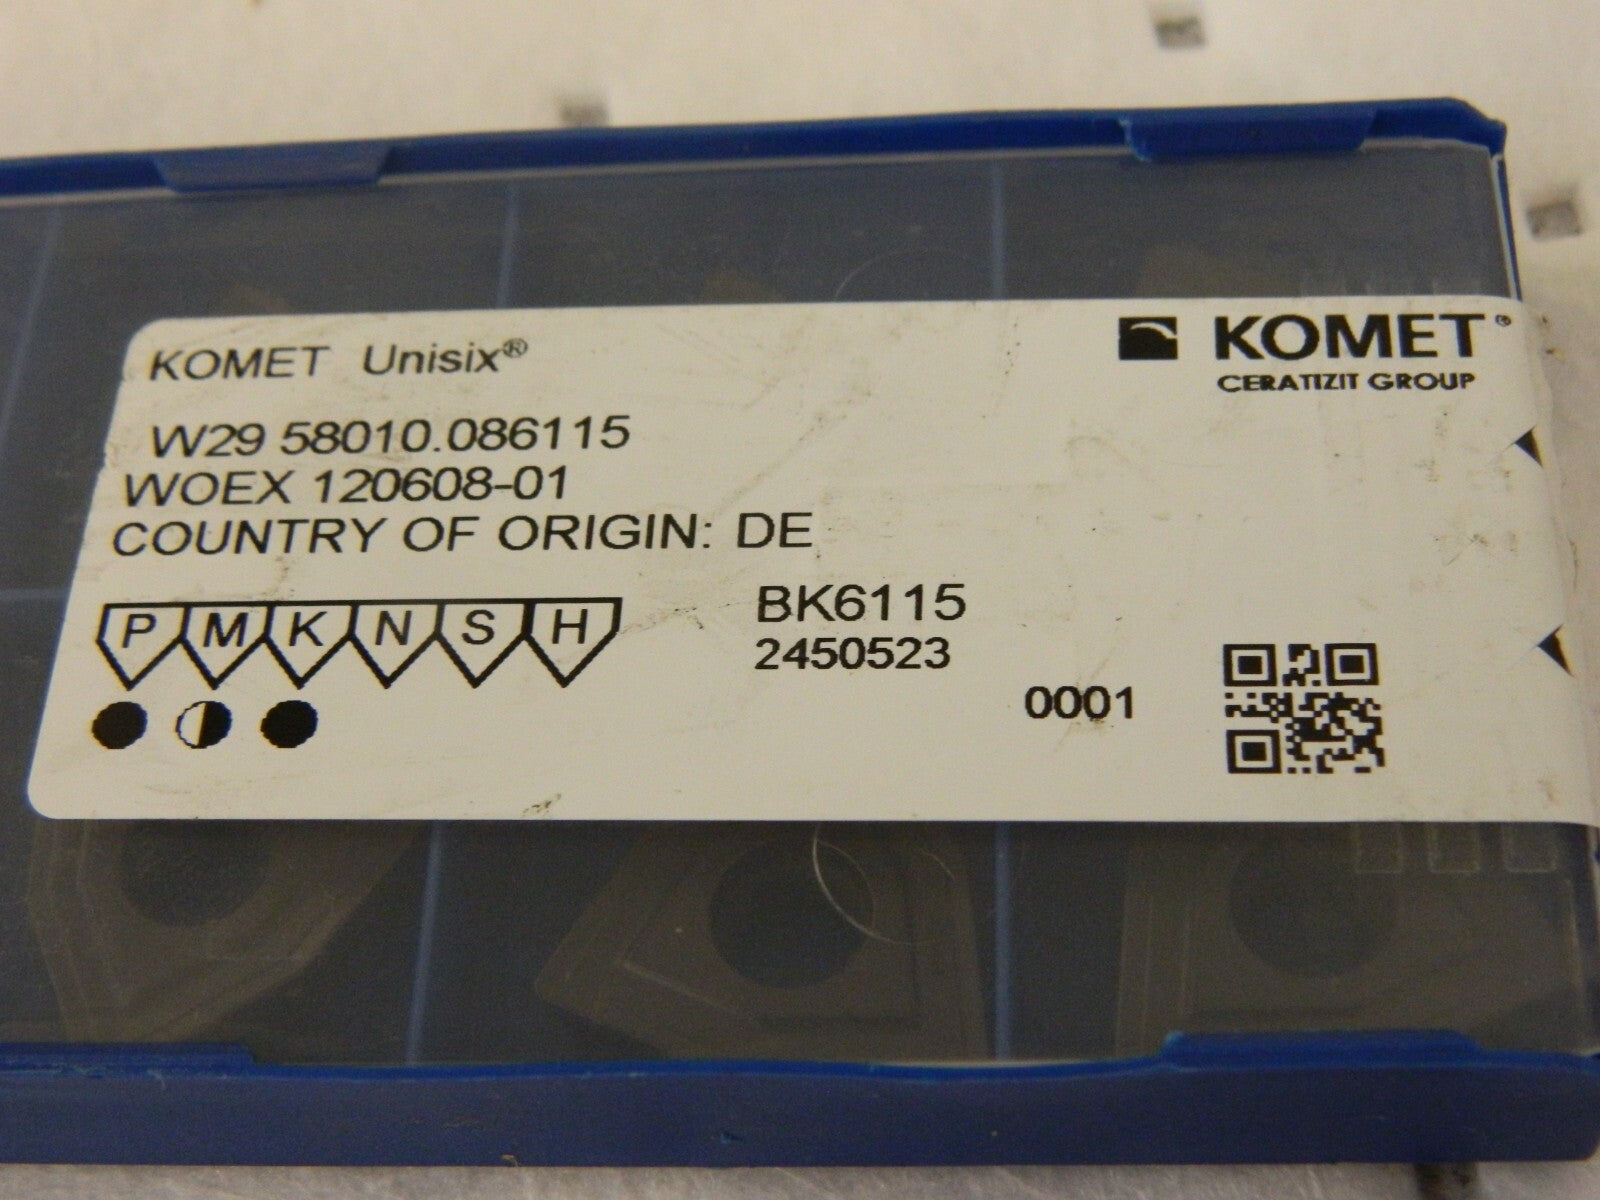 KOMET Unisix®
KOMET®
CERATIZIT GROUP
W29 58010.086115
WOEX 120608-01
COUNTRY OF ORIGIN: DE
P M K N S H
BK6115
2450523
0001